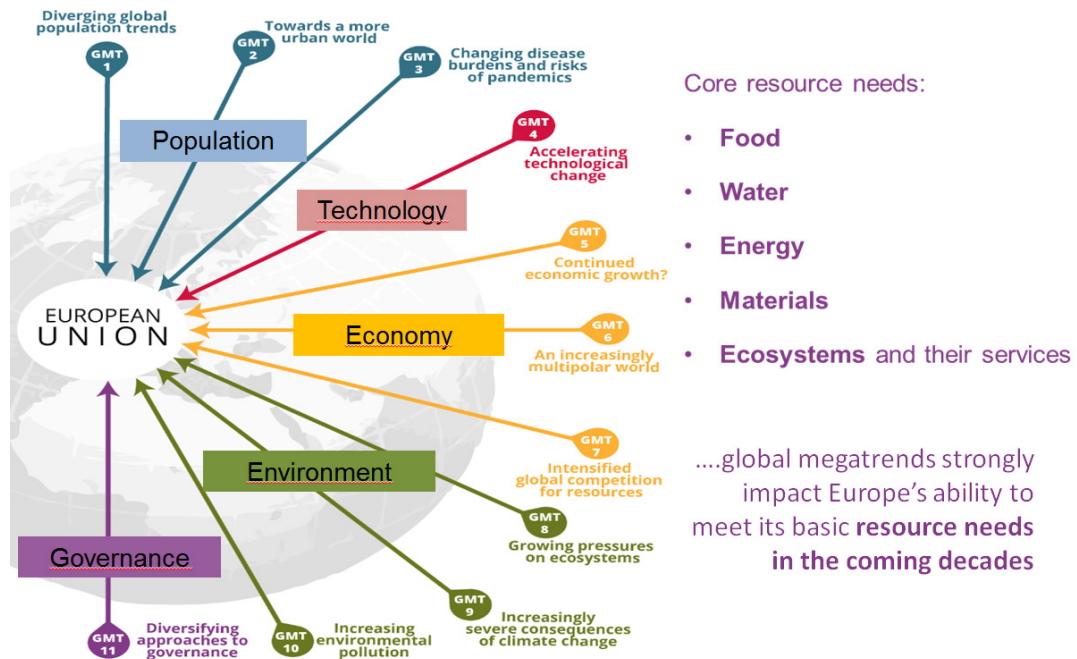 Diverging global
population trends
GMT
1
Towards a more
urban world
GMT
2
Changing disease
burdens and risks
of pandemics
GMT
3
Population
GMT
4
Accelerating
technological
change
Technology
GMT
5
Continued
economic growth?
EUROPEAN
UNION
Economy
GMT
6
An increasingly
multipolar world
GMT
7
Intensified
global competition
for resources
Environment
GMT
8
Growing pressures
on ecosystems
Governance
GMT
9
Increasingly
severe consequences
of climate change
GMT
10
Increasing
environmental
pollution
GMT
11
Diversifying
approaches to
governance
Core resource needs:
• Food
• Water
• Energy
• Materials
• Ecosystems and their services
....global megatrends strongly
impact Europe's ability to
meet its basic resource needs
in the coming decades